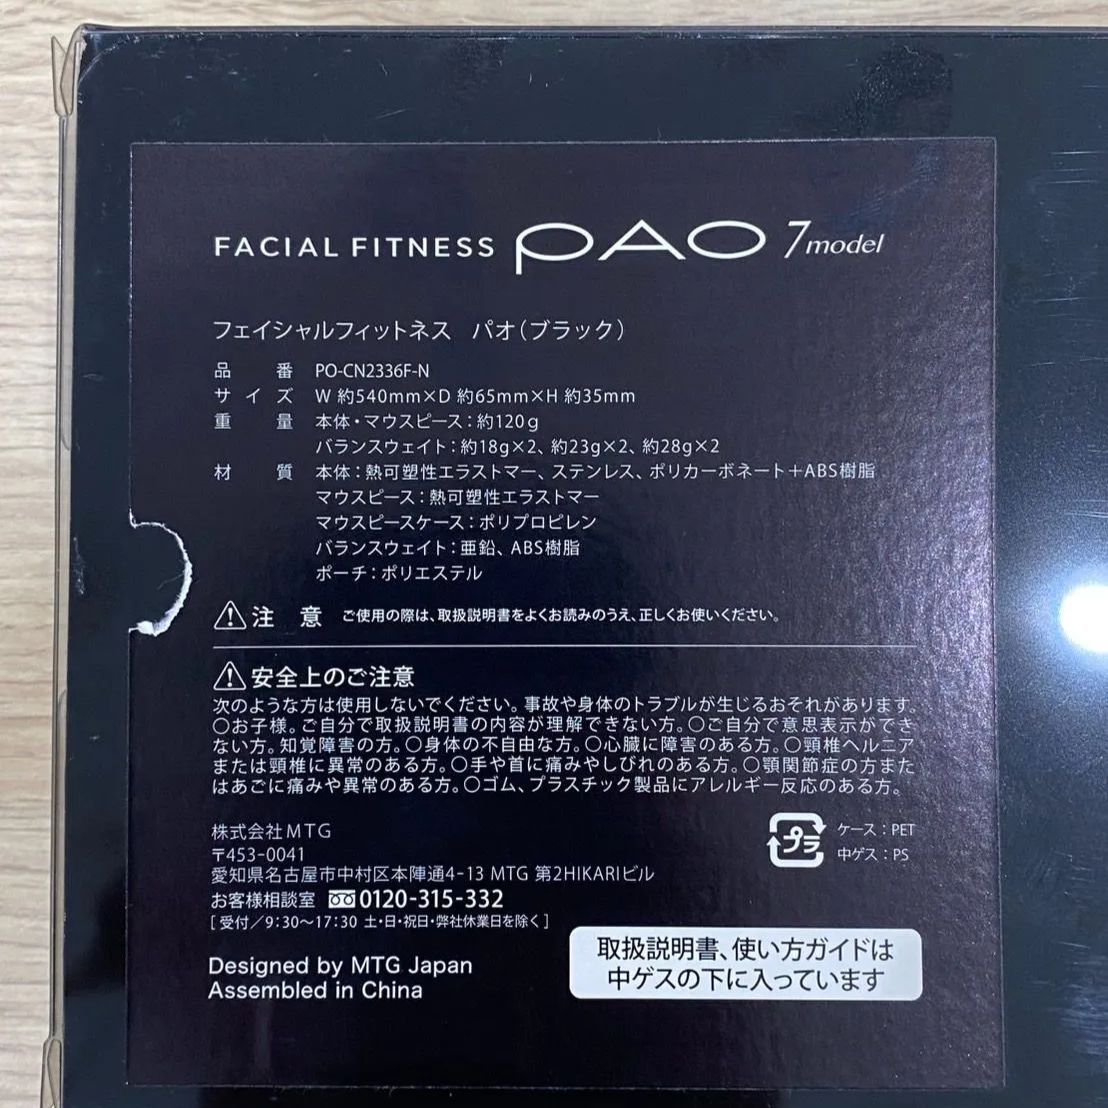 FACIAL FITNESS PAO 7 model
フェイシャルフィットネス パオ(ブラック)
品番 PO-CN2336F-N
サイズ W 約540mm×D 約65mm×H 約35mm
重量 本体・マウスピース:約120g
バランスウェイト:約18g×2、約23g×2、約28g×2
材質 本体:熱可塑性エラストマー、ステンレス、ポリカーボネート+ABS樹脂
マウスピース:熱可塑性エラストマー
マウスピースケース:ポリプロピレン
バランスウェイト:亜鉛、ABS樹脂
ポーチ:ポリエステル
注意 ご使用の際は、取扱説明書をよくお読みのうえ、正しくお使いください。
安全上のご注意
次のような方は使用しないでください。事故や身体のトラブルが生じるおそれがあります。
○お子様。ご自分で取扱説明書の内容が理解できない方。○ご自分で意思表示ができ
ない方。知覚障害の方。○身体の不自由な方。○心臓に障害のある方。○頸椎ヘルニア
または頸椎に異常のある方。○手や首に痛みやしびれのある方。○顎関節症の方また
はあごに痛みや異常のある方。○ゴム、プラスチック製品にアレルギー反応のある方。
株式会社MTG
〒453-0041
愛知県名古屋市中村区本陣通4-13 MTG 第2HIKARIビル
お客様相談室 0120-315-332
[受付/9:30〜17:30 土・日・祝日・弊社休業日を除く]
Designed by MTG Japan
Assembled in China
プラ ケース:PET
中ゲス:PS
取扱説明書、使い方ガイドは
中ゲスの下に入っています